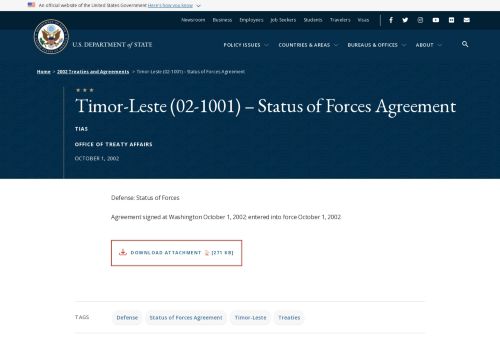 An official website of the United States Government Here's how you know
Newsroom Business Employees Job Seekers Students Travelers Visas
U.S. DEPARTMENT of STATE
POLICY ISSUES COUNTRIES & AREAS BUREAUS & OFFICES ABOUT
Home > 2002 Treaties and Agreements > Timor-Leste (02-1001) – Status of Forces Agreement
Timor-Leste (02-1001) – Status of Forces Agreement
TIAS
OFFICE OF TREATY AFFAIRS
OCTOBER 1, 2002
Defense: Status of Forces
Agreement signed at Washington October 1, 2002; entered into force October 1, 2002
DOWNLOAD ATTACHMENT [271 KB]
TAGS Defense Status of Forces Agreement Timor-Leste Treaties